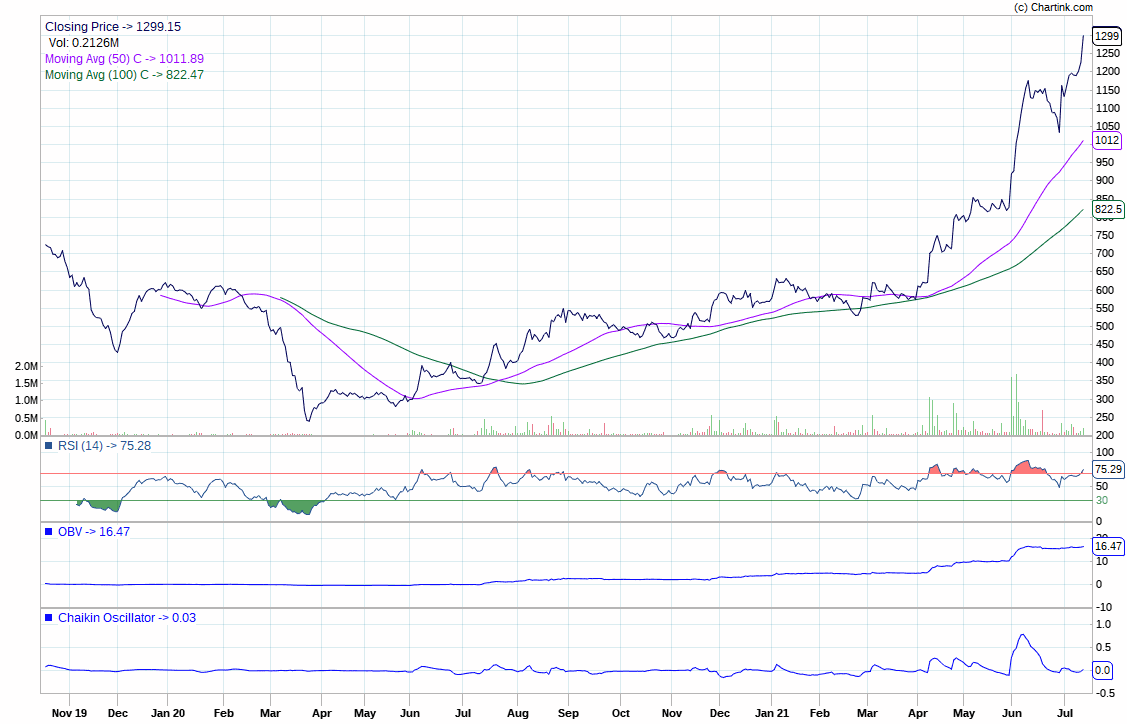 (c) Chartink.com
Closing Price -> 1299.15
Vol: 0.2126M
Moving Avg (50) C -> 1011.89
Moving Avg (100) C -> 822.47
1299
1250
1200
1150
1100
1050
1012
950
900
850
822.5
750
700
650
600
550
500
450
400
350
300
250
200
2.0M
1.5M
1.0M
0.5M
0.0M
RSI (14) -> 75.28
100
75.29
50
30
0
OBV -> 16.47
20
16.47
10
0
-10
Chaikin Oscillator -> 0.03
1.0
0.5
0.0
-0.5
Nov 19 Dec Jan 20 Feb Mar Apr May Jun Jul Aug Sep Oct Nov Dec Jan 21 Feb Mar Apr May Jun Jul